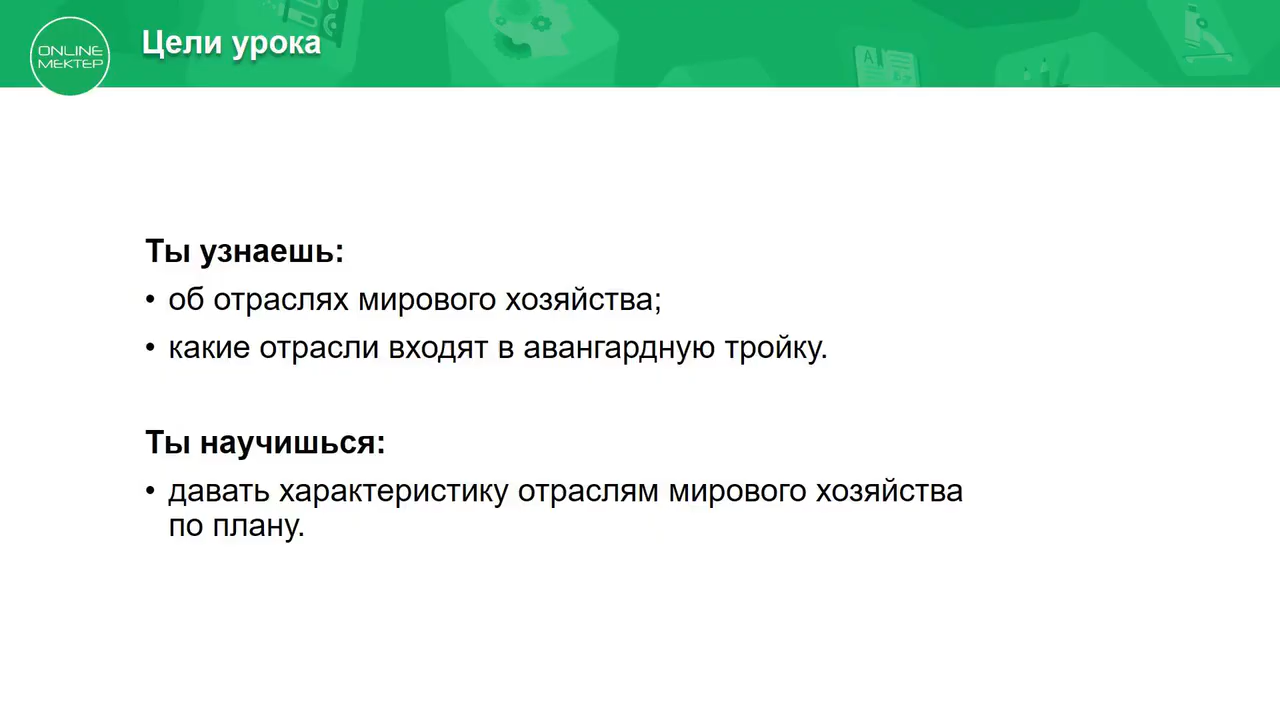 ONLINE
MEKTEP
Цели урока
Ты узнаешь:
• об отраслях мирового хозяйства;
• какие отрасли входят в авангардную тройку.
Ты научишься:
• давать характеристику отраслям мирового хозяйства
по плану.